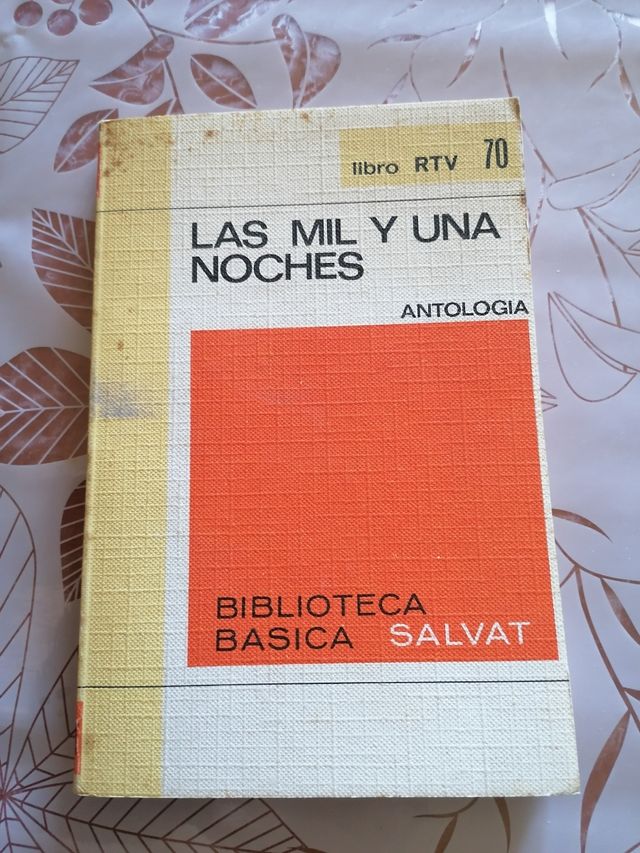 libro RTV 70
LAS MIL Y UNA
NOCHES
ANTOLOGIA
BIBLIOTECA
BASICA SALVAT